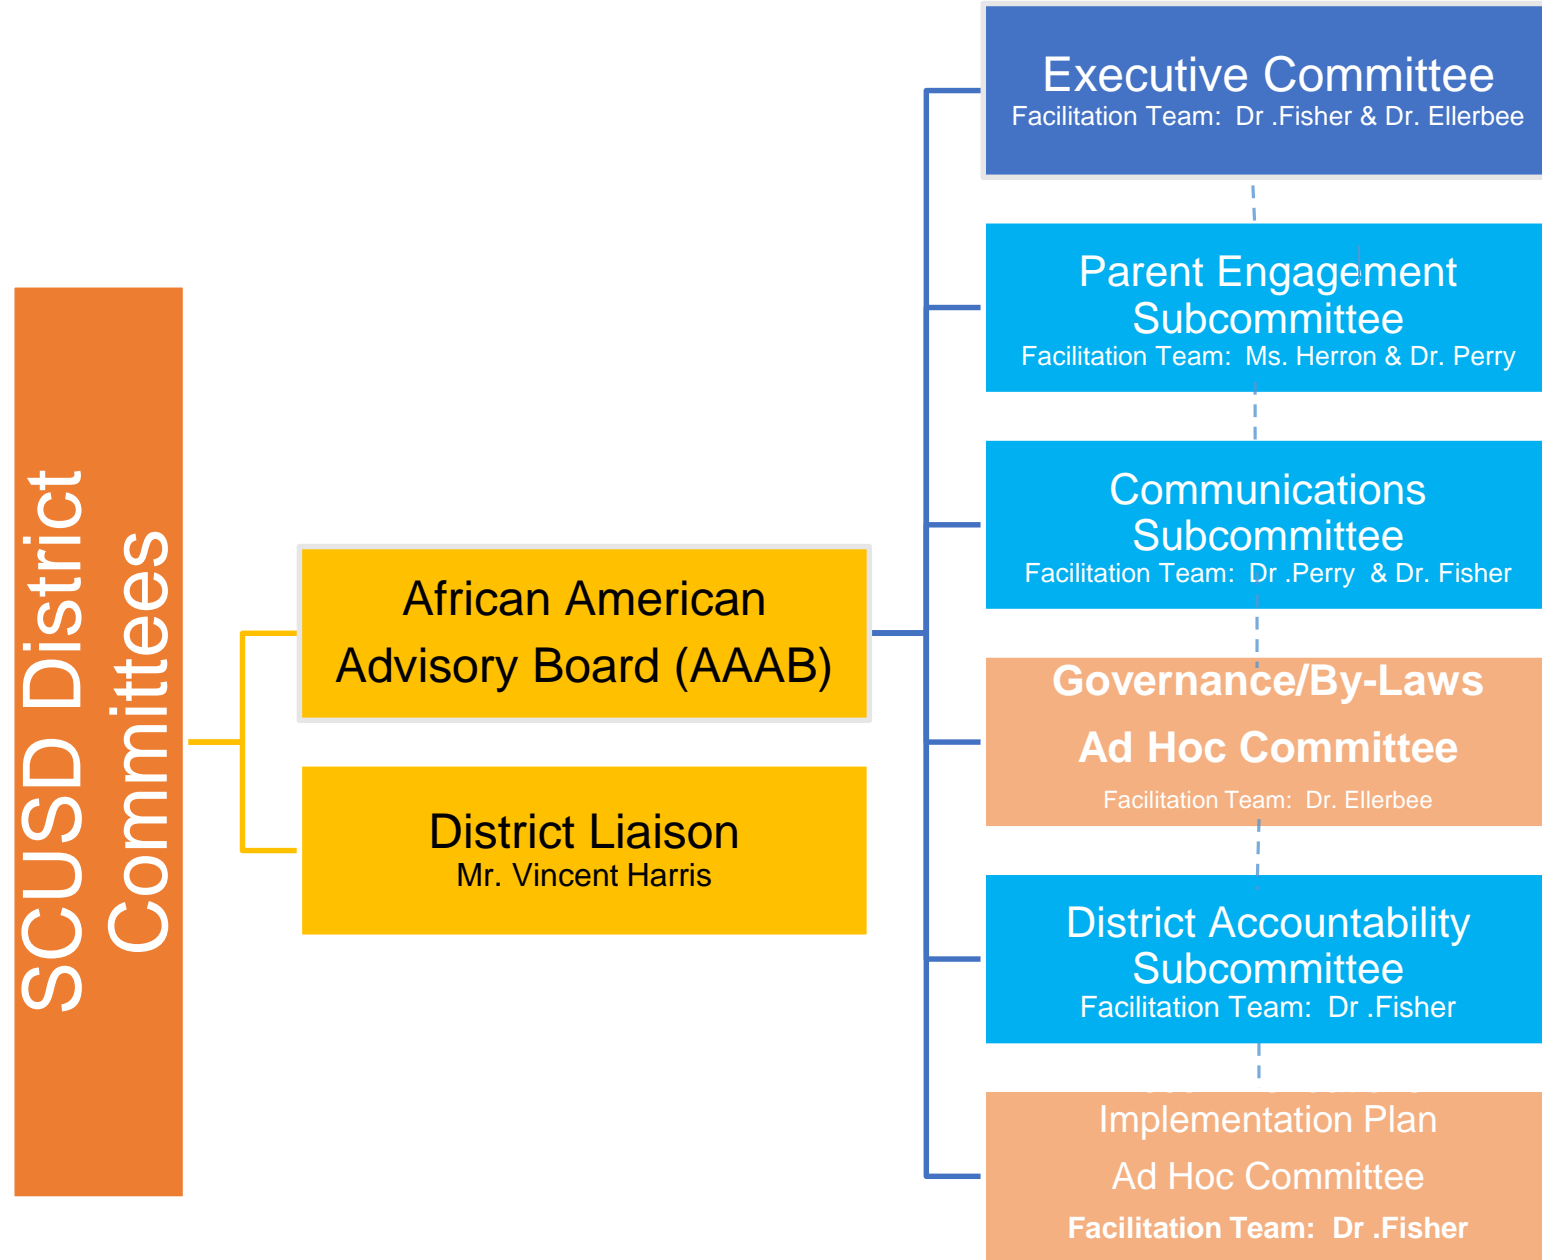 SCUSD District
Committees
African American
Advisory Board (AAAB)
District Liaison
Mr. Vincent Harris
Executive Committee
Facilitation Team:  Dr .Fisher & Dr. Ellerbee
Parent Engagement
Subcommittee
Facilitation Team:  Ms. Herron & Dr. Perry
Communications
Subcommittee
Facilitation Team:  Dr .Perry  & Dr. Fisher
Governance/By-Laws
Ad Hoc Committee
Facilitation Team:  Dr. Ellerbee
District Accountability
Subcommittee
Facilitation Team:  Dr .Fisher
Implementation Plan
Ad Hoc Committee
Facilitation Team:  Dr .Fisher